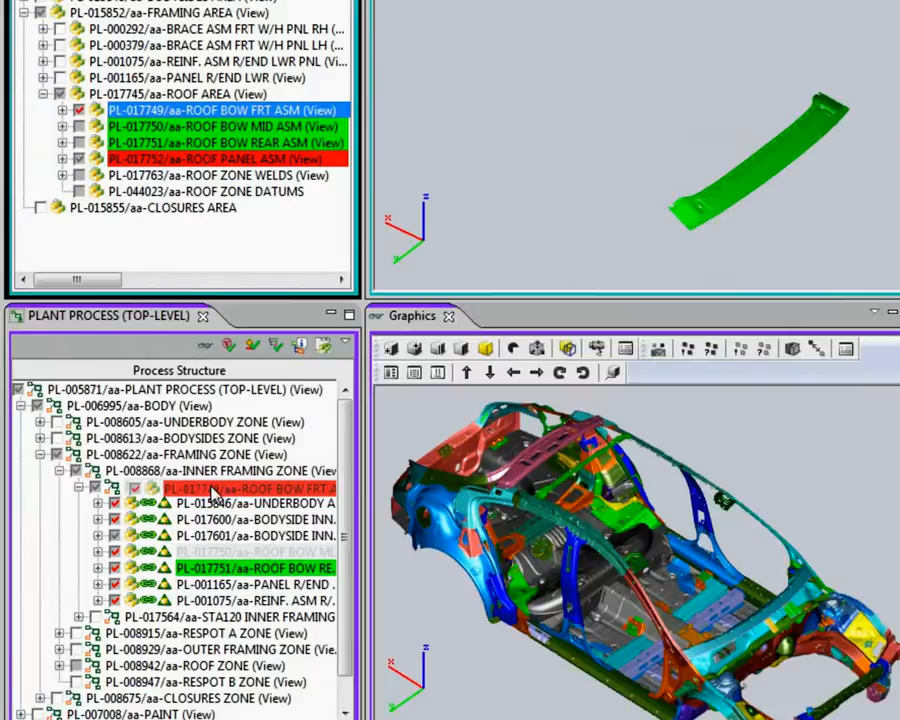 PL-015852/aa-FRAMING AREA (View)
PL-000292/aa-BRACE ASM FRT W/H PNL RH (...
PL-000379/aa-BRACE ASM FRT W/H PNL LH (...
PL-001075/aa-REINF. ASM R/END LWR PNL (Vi...
PL-001165/aa-PANEL R/END LWR (View)
PL-017745/aa-ROOF AREA (View)
PL-017749/aa-ROOF BOW FRT ASM (View)
PL-017750/aa-ROOF BOW MID ASM (View)
PL-017751/aa-ROOF BOW REAR ASM (View)
PL-017752/aa-ROOF PANEL ASM (View)
PL-017763/aa-ROOF ZONE WELDS (View)
PL-044023/aa-ROOF ZONE DATUMS
PL-015855/aa-CLOSURES AREA
z
x
y
PLANT PROCESS (TOP-LEVEL)
Graphics
Process Structure
PL-005871/aa-PLANT PROCESS (TOP-LEVEL) (View)
PL-006995/aa-BODY (View)
PL-008605/aa-UNDERBODY ZONE (View)
PL-008613/aa-BODYSIDES ZONE (View)
PL-008622/aa-FRAMING ZONE (View)
PL-008868/aa-INNER FRAMING ZONE (View
/aa-ROOF BOW FRT A
PL-015846/aa-UNDERBODY A
PL-017600/aa-BODYSIDE INN.
PL-017601/aa-BODYSIDE INN.
PL-017750/aa-ROOF BOW MI.
PL-017751/aa-ROOF BOW RE.
PL-001165/aa-PANEL R/END .
PL-001075/aa-REINF. ASM R/.
PL-017564/aa-STA120 INNER FRAMING
PL-008915/aa-RESPOT A ZONE (View)
PL-008929/aa-OUTER FRAMING ZONE (Vie.
PL-008942/aa-ROOF ZONE (View)
PL-008947/aa-RESPOT B ZONE (View)
PL-008675/aa-CLOSURES ZONE (View)
PL-007008/aa-PAINT (View)
z
x
y